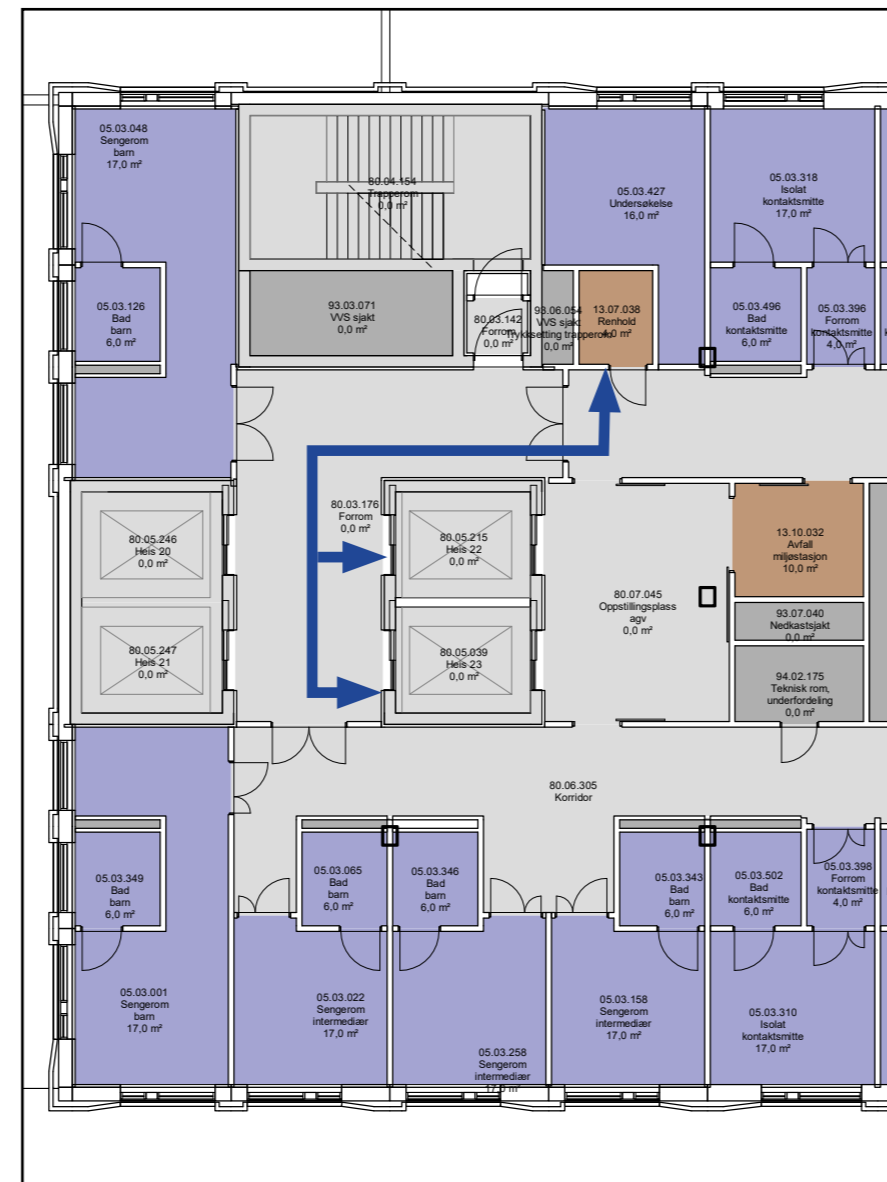 05.03.048
Sengerom
barn
17,0 m²
80.04.154
Trapperom
0,0 m²
05.03.427
Undersøkelse
16,0 m²
05.03.318
Isolat
kontaktsmitte
17,0 m²
05.03.126
Bad
barn
6,0 m²
93.03.071
VVS sjakt
0,0 m²
80.03.142
Forrom
0,0 m²
93.06.054
VVS sjakt
Trykksetting trapperom
0,0 m²
13.07.038
Renhold
4,0 m²
05.03.496
Bad
kontaktsmitte
6,0 m²
05.03.396
Forrom
kontaktsmitte
4,0 m²
80.05.246
Heis 20
0,0 m²
80.03.176
Forrom
0,0 m²
80.05.215
Heis 22
0,0 m²
13.10.032
Avfall
miljøstasjon
10,0 m²
80.07.045
Oppstillingsplass
agv
0,0 m²
93.07.040
Nedkastsjakt
0,0 m²
80.05.247
Heis 21
0,0 m²
80.05.039
Heis 23
0,0 m²
94.02.175
Teknisk rom,
underfordeling
0,0 m²
80.06.305
Korridor
05.03.349
Bad
barn
6,0 m²
05.03.065
Bad
barn
6,0 m²
05.03.346
Bad
barn
6,0 m²
05.03.343
Bad
barn
6,0 m²
05.03.502
Bad
kontaktsmitte
6,0 m²
05.03.398
Forrom
kontaktsmitte
4,0 m²
05.03.001
Sengerom
barn
17,0 m²
05.03.022
Sengerom
intermediær
17,0 m²
05.03.258
Sengerom
intermediær
17,0 m²
05.03.158
Sengerom
intermediær
17,0 m²
05.03.310
Isolat
kontaktsmitte
17,0 m²